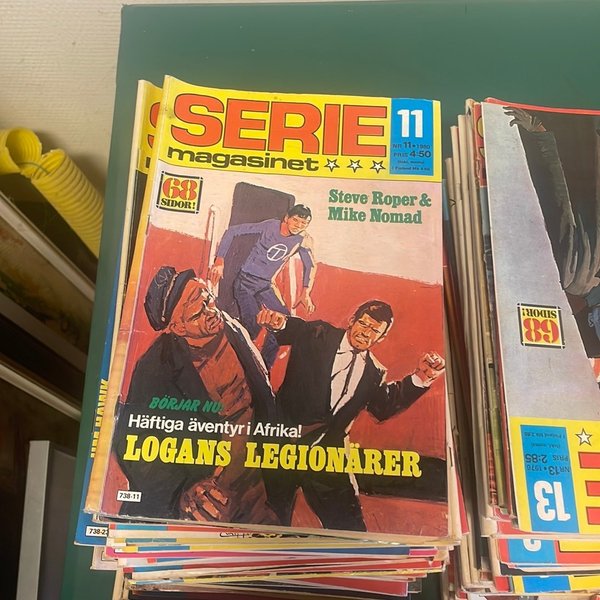 SERIE
magasinet
11
NR 11 • 1980
PRIS 4:50
68
SIDOR!
Steve Roper &
Mike Nomad
T
BÖRJAR NU!
Häftiga äventyr i Afrika!
LOGANS LEGIONÄRER
738-11
68
SIDOR!
13
NR 13 • 1978
PRIS 2:85